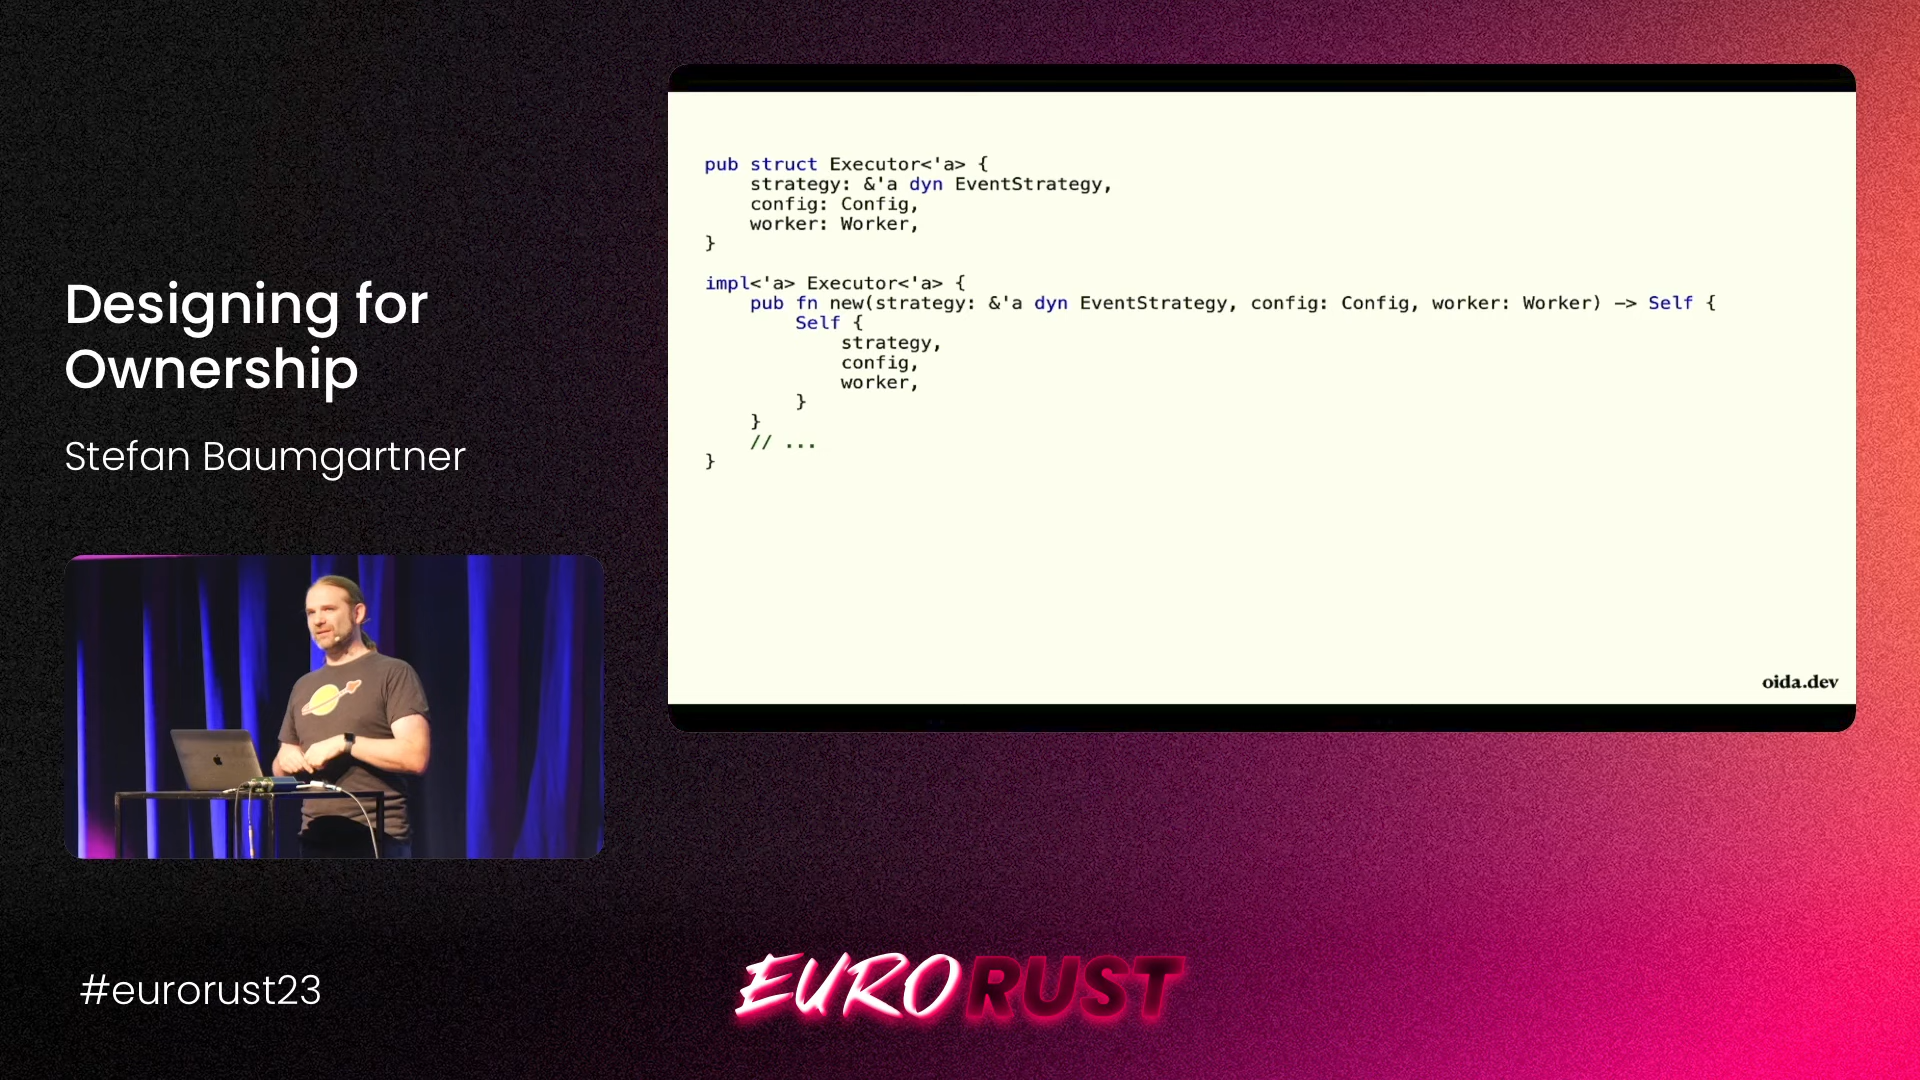 Designing for
Ownership
Stefan Baumgartner
#eurorust23
pub struct Executor<'a> {
    strategy: &'a dyn EventStrategy,
    config: Config,
    worker: Worker,
}
impl<'a> Executor<'a> {
    pub fn new(strategy: &'a dyn EventStrategy, config: Config, worker: Worker) -> Self {
        Self {
            strategy,
            config,
            worker,
        }
    }
    // ...
}
oida.dev
EURORUST